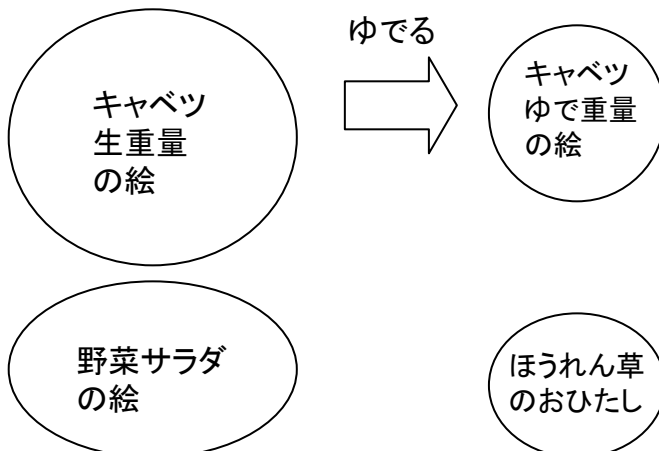 ゆでる
キャベツ
生重量
の絵
キャベツ
ゆで重量
の絵
野菜サラダ
の絵
ほうれん草
のおひたし